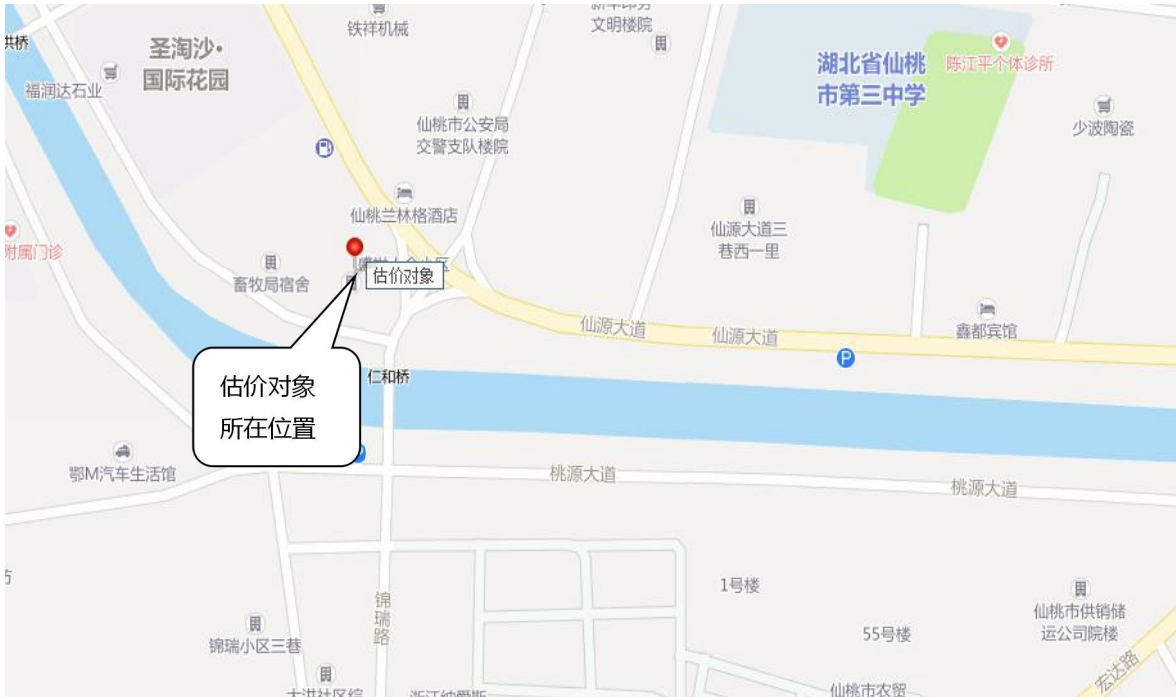 铁祥机械
文明楼院
洪桥
圣淘沙·
国际花园
福润达石业
湖北省仙桃
市第三中学
陈江平个体诊所
仙桃市公安局
交警支队楼院
少波陶瓷
仙桃兰林格酒店
仙源大道三
巷西一里
附属门诊
畜牧局宿舍
估价对象
仙源大道
仙源大道
鑫都宾馆
P
仁和桥
估价对象
所在位置
鄂M汽车生活馆
桃源大道
桃源大道
1号楼
锦瑞路
仙桃市供销储
运公司院楼
55号楼
锦瑞小区三巷
宏达路
仙桃市农贸